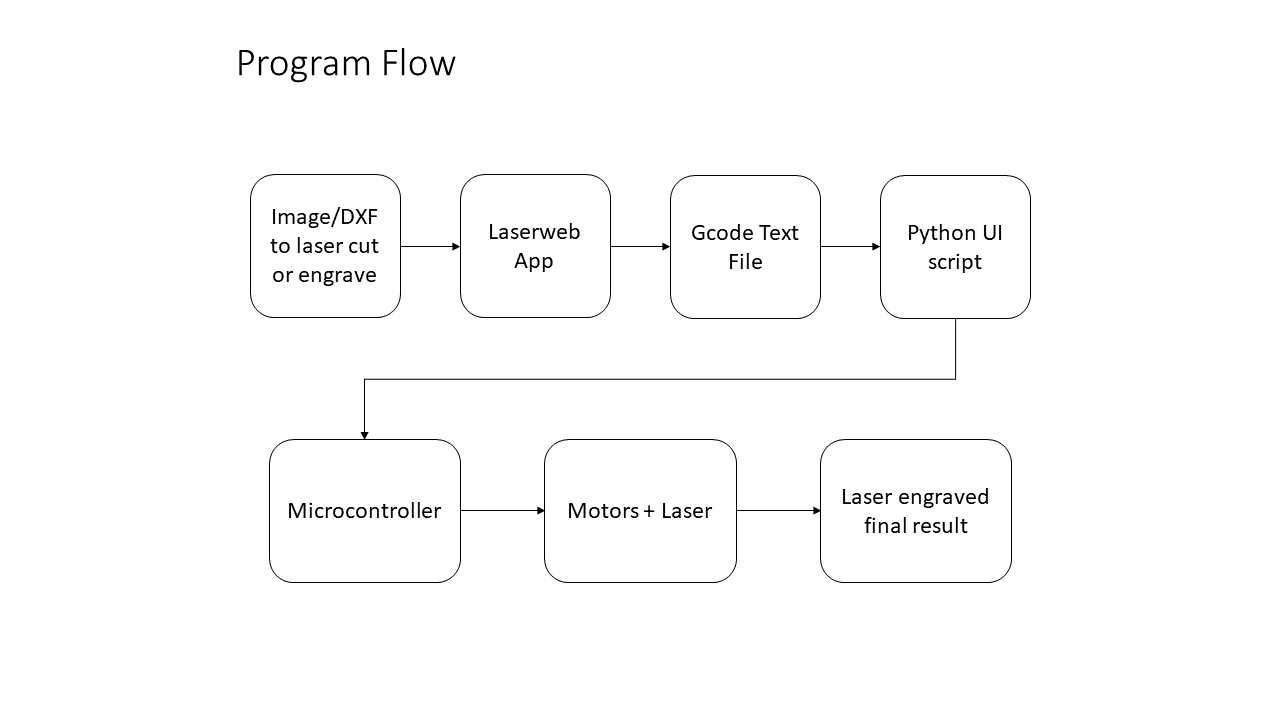 Program Flow
Image/DXF
to laser cut
or engrave
Laserweb
App
Gcode Text
File
Python UI
script
Microcontroller
Motors + Laser
Laser engraved
final result